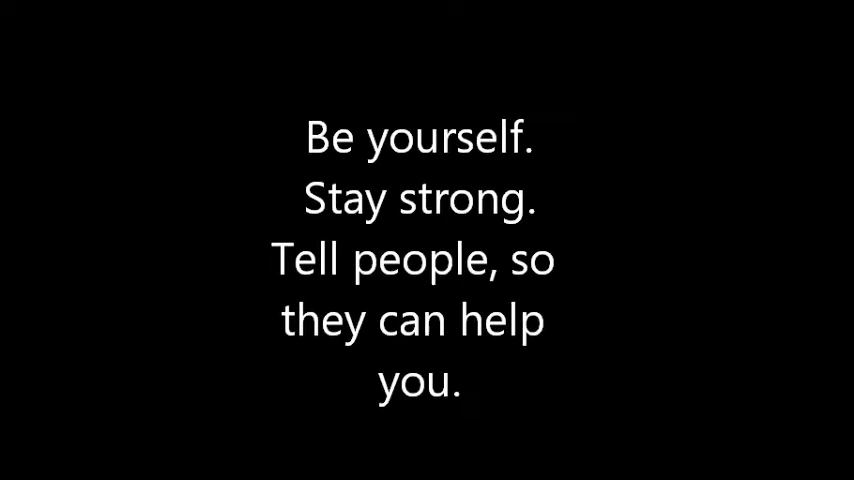 Be yourself.
Stay strong.
Tell people, so
they can help
you.